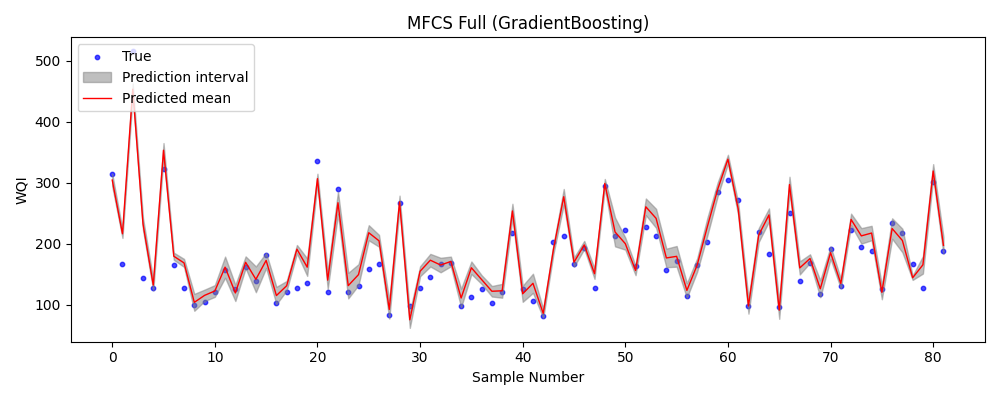 MFCS Full (GradientBoosting)
True
Prediction interval
Predicted mean
WQI
500
400
300
200
100
0 10 20 30 40 50 60 70 80
Sample Number